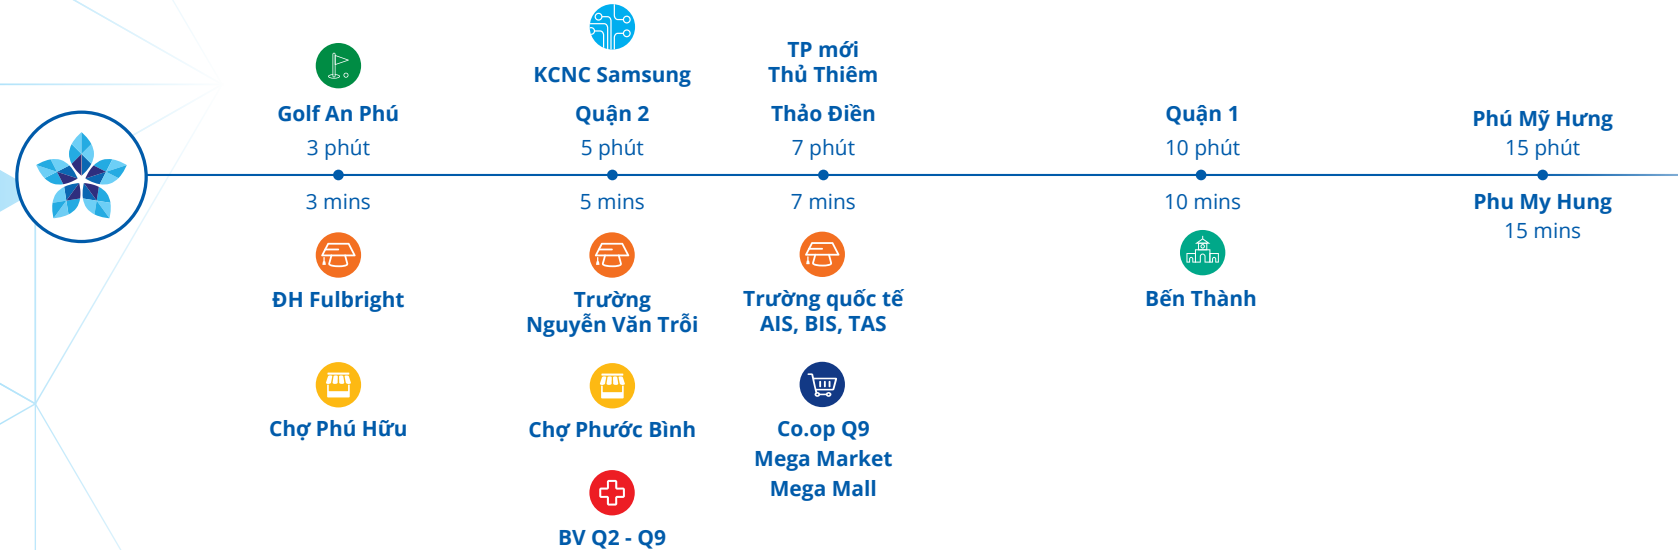 Golf An Phú
3 phút
3 mins
ĐH Fulbright
Chợ Phú Hữu
KCNC Samsung
Quận 2
5 phút
5 mins
Trường
Nguyễn Văn Trỗi
Chợ Phước Bình
BV Q2 - Q9
TP mới
Thủ Thiêm
Thảo Điền
7 phút
7 mins
Trường quốc tế
AIS, BIS, TAS
Co.op Q9
Mega Market
Mega Mall
Quận 1
10 phút
10 mins
Bến Thành
Phú Mỹ Hưng
15 phút
Phu My Hung
15 mins